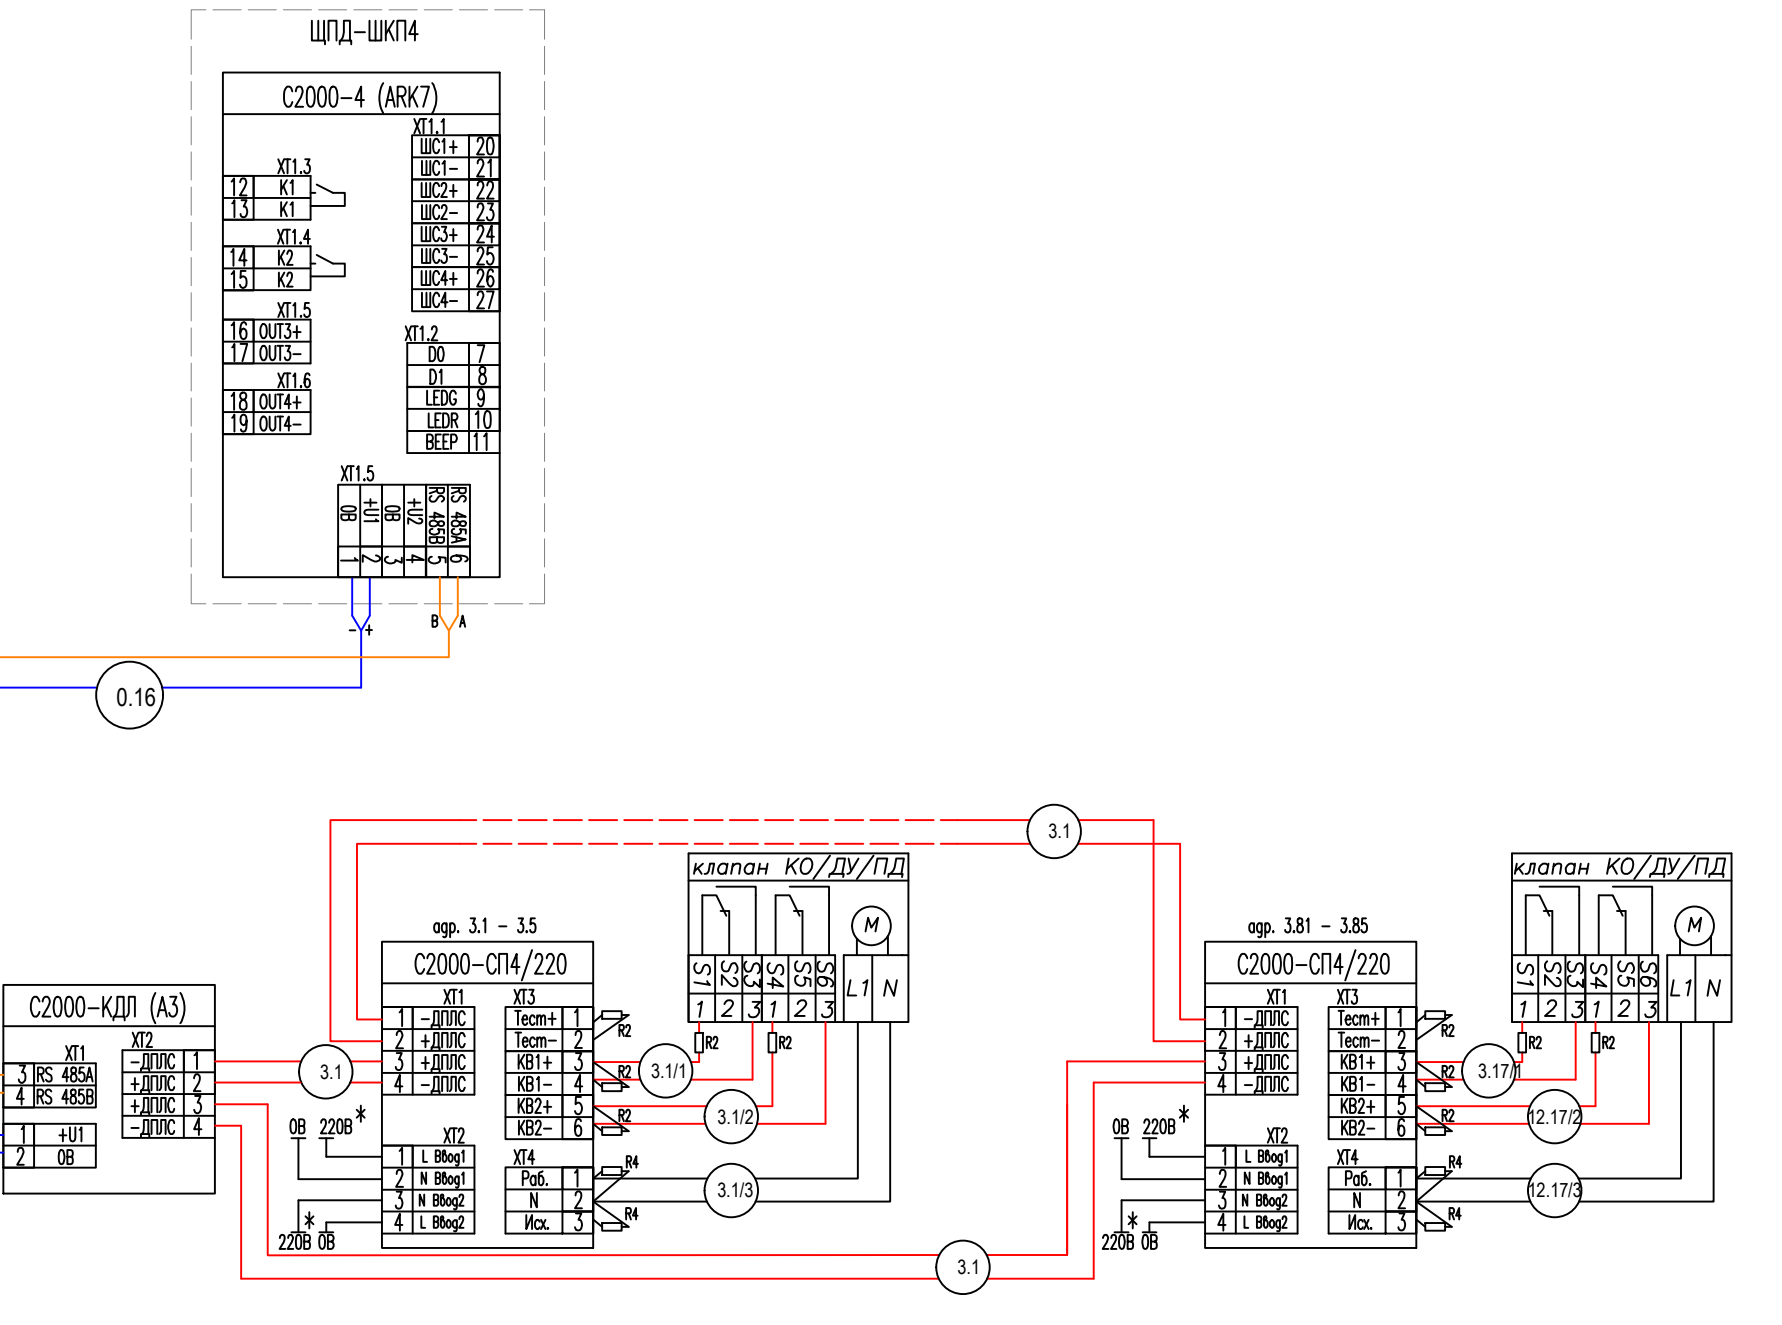 ЩПД-ШКП4
С2000-4 (ARK7)
XT1.1
ШС1+ 20
ШС1- 21
ШС2+ 22
ШС2- 23
ШС3+ 24
ШС3- 25
ШС4+ 26
ШС4- 27
XT1.3
12 K1
13 K1
XT1.4
14 K2
15 K2
XT1.5
16 OUT3+
17 OUT3-
XT1.6
18 OUT4+
19 OUT4-
XT1.2
D0 7
D1 8
LEDG 9
LEDR 10
BEEP 11
XT1.5
0В 1
+U1 2
0В 3
+U2 4
RS 485B 5
RS 485A 6
- +
B A
0.16
3.1
С2000-КДЛ (А3)
XT1
3 RS 485A
4 RS 485B
1 +U1
2 0В
XT2
-ДПЛС 1
+ДПЛС 2
+ДПЛС 3
-ДПЛС 4
3.1
адр. 3.1 - 3.5
С2000-СП4/220
XT1
1 -ДПЛС
2 +ДПЛС
3 +ДПЛС
4 -ДПЛС
XT3
Тест+ 1
Тест- 2
КВ1+ 3
КВ1- 4
КВ2+ 5
КВ2- 6
XT2
1 L Ввод1
2 N Ввод1
3 N Ввод2
4 L Ввод2
XT4
Раб. 1
N 2
Исх. 3
0В 220В *
*
220В 0В
R2
R2
R2
R4
R4
3.1/1
3.1/2
3.1/3
R2
R2
клапан КО/ДУ/ПД
M
S1 S2 S3 S4 S5 S6 L1 N
1 2 3 1 2 3
3.1
адр. 3.81 - 3.85
С2000-СП4/220
XT1
1 -ДПЛС
2 +ДПЛС
3 +ДПЛС
4 -ДПЛС
XT3
Тест+ 1
Тест- 2
КВ1+ 3
КВ1- 4
КВ2+ 5
КВ2- 6
XT2
1 L Ввод1
2 N Ввод1
3 N Ввод2
4 L Ввод2
XT4
Раб. 1
N 2
Исх. 3
0В 220В *
*
220В 0В
R2
R2
R2
R4
R4
3.17/1
12.17/2
12.17/3
R2
R2
клапан КО/ДУ/ПД
M
S1 S2 S3 S4 S5 S6 L1 N
1 2 3 1 2 3